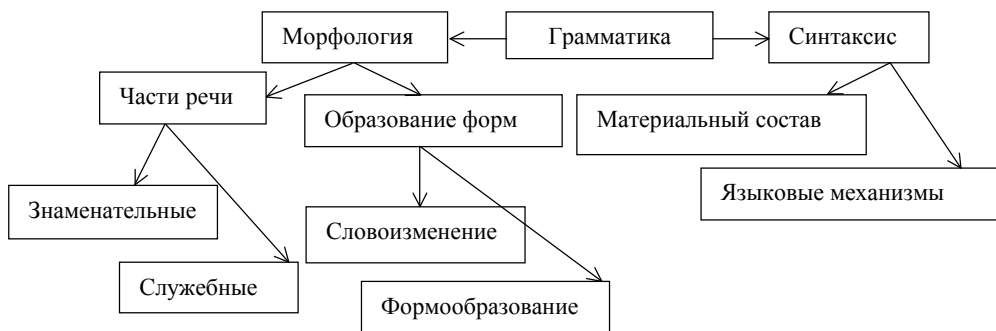 Морфология
Грамматика
Синтаксис
Части речи
Образование форм
Материальный состав
Знаменательные
Словоизменение
Языковые механизмы
Служебные
Формообразование